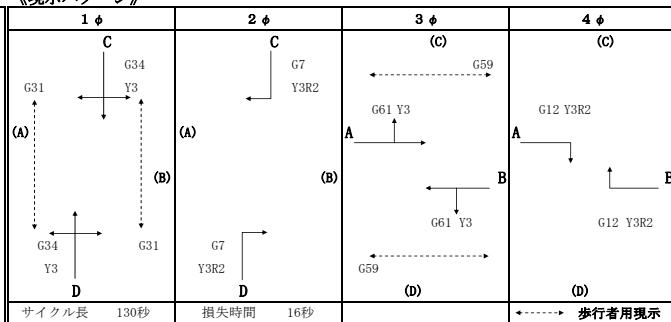 《現示パターン》
1φ 2φ 3φ 4φ
C C (C) (C)
G34 G7 G59
G31 Y3 Y3R2
G61 Y3 G12 Y3R2
(A) (A) A A
(B) (B) B B
G61 Y3 G12 Y3R2
G34 G31 G7
Y3 Y3R2 G59
D D (D) (D)
サイクル長 130秒 損失時間 16秒 歩行者用現示